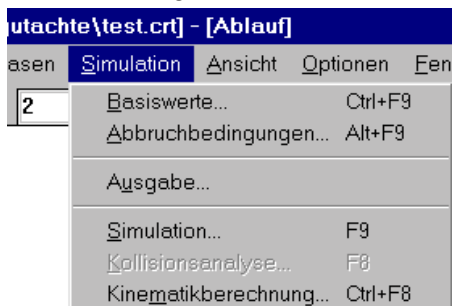 gutachte\test.crt] - [Ablauf]
asen Simulation Ansicht Optionen Fen
2
Basiswerte... Ctrl+F9
Abbruchbedingungen... Alt+F9
Ausgabe...
Simulation... F9
Kollisionsanalyse... F8
Kinematikberechnung... Ctrl+F8